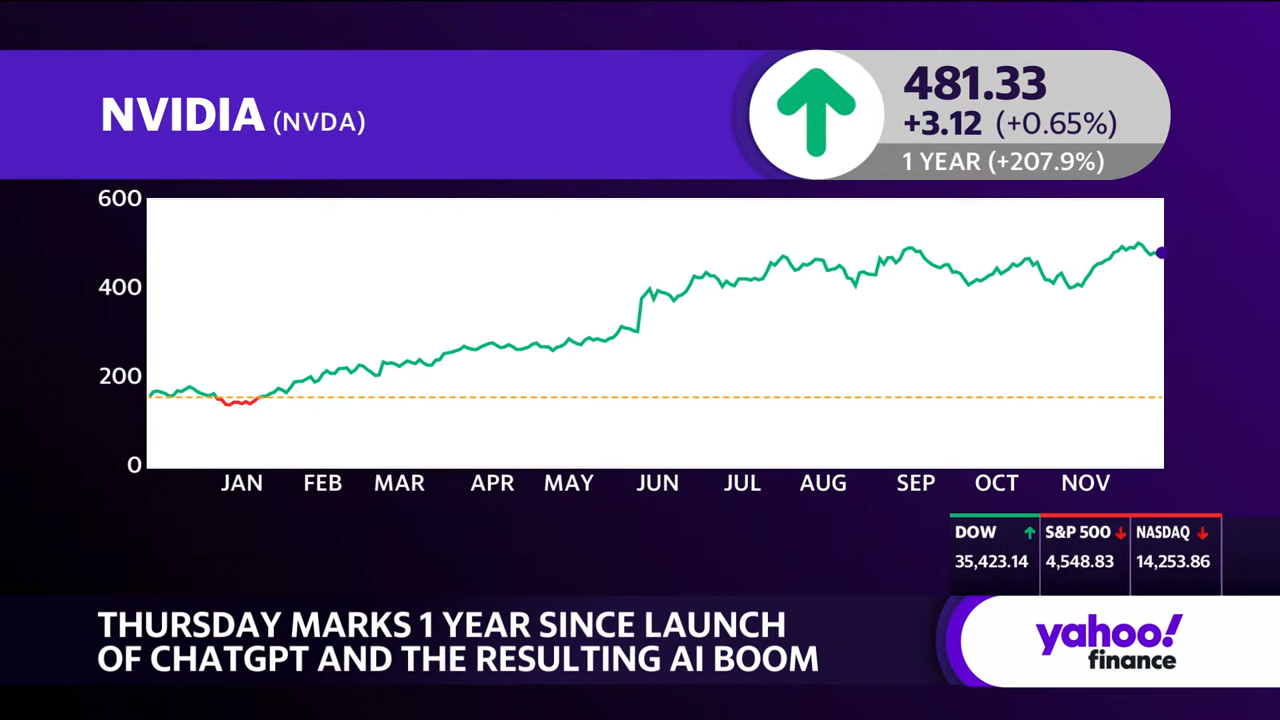 NVIDIA (NVDA)
481.33
+3.12 (+0.65%)
1 YEAR (+207.9%)
600
400
200
0
JAN FEB MAR APR MAY JUN JUL AUG SEP OCT NOV
DOW S&P 500 NASDAQ
35,423.14 4,548.83 14,253.86
THURSDAY MARKS 1 YEAR SINCE LAUNCH
OF CHATGPT AND THE RESULTING AI BOOM
yahoo!
finance